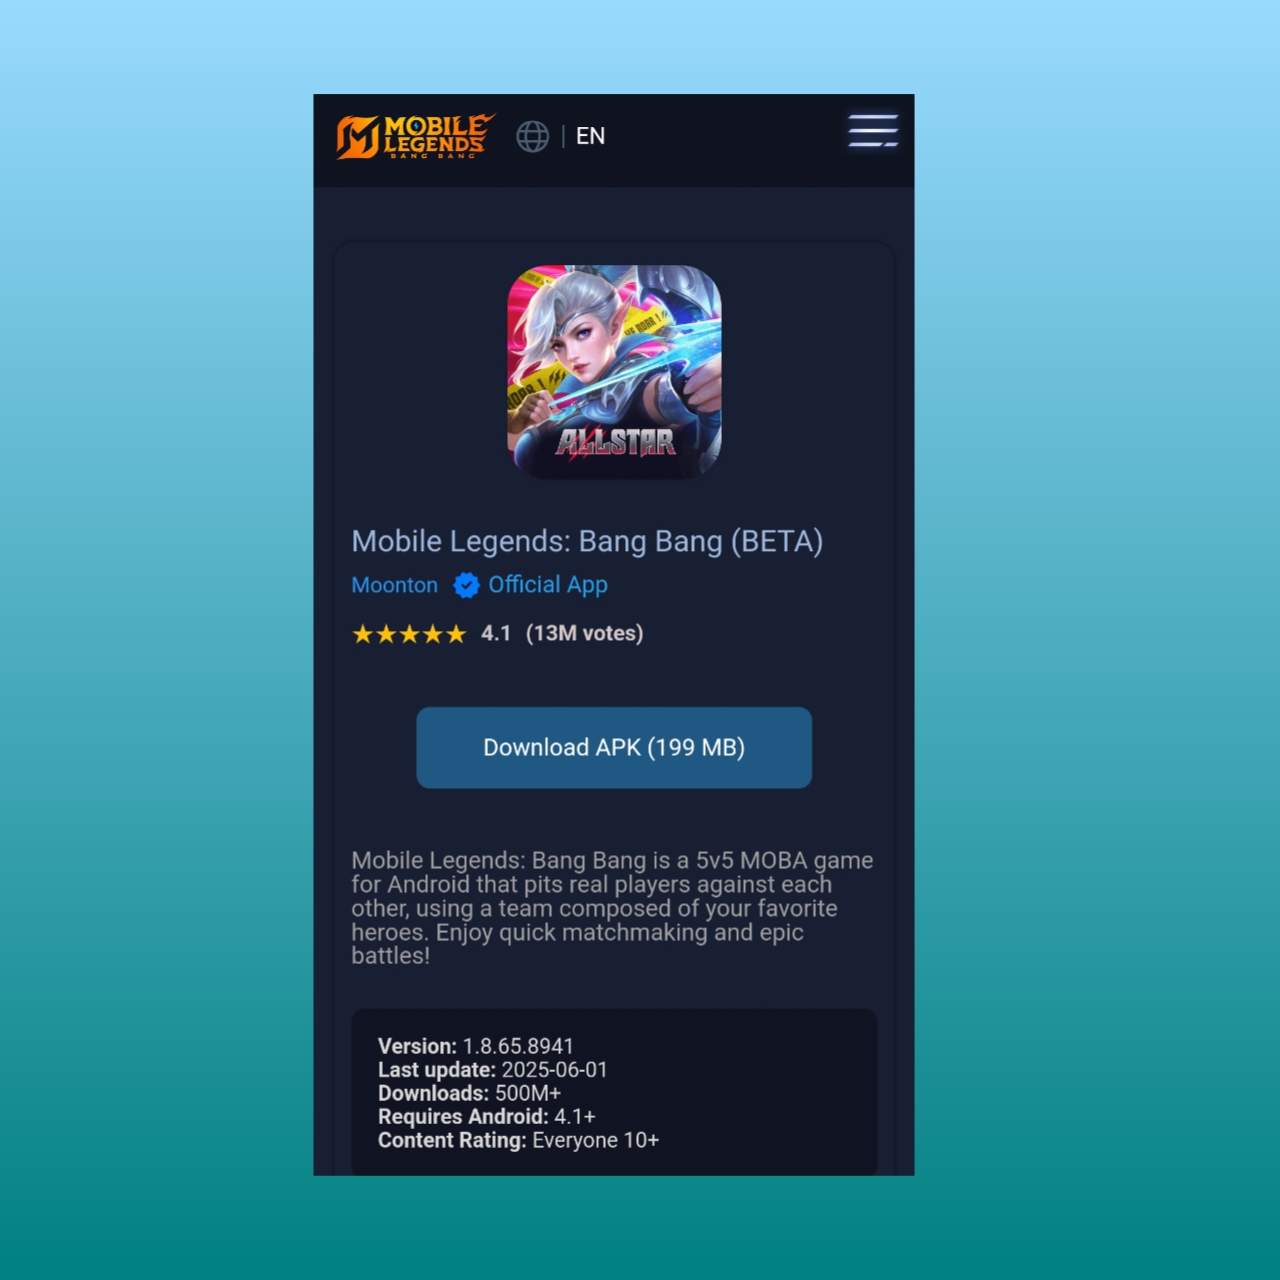 MOBILE
LEGENDS
BANG BANG
EN
ALLSTAR
Mobile Legends: Bang Bang (BETA)
Moonton Official App
★★★★★ 4.1 (13M votes)
Download APK (199 MB)
Mobile Legends: Bang Bang is a 5v5 MOBA game
for Android that pits real players against each
other, using a team composed of your favorite
heroes. Enjoy quick matchmaking and epic
battles!
Version: 1.8.65.8941
Last update: 2025-06-01
Downloads: 500M+
Requires Android: 4.1+
Content Rating: Everyone 10+